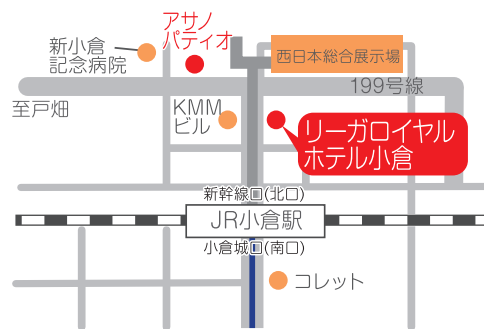 アサノ
パティオ
新小倉
記念病院
西日本総合展示場
199号線
至戸畑
KMM
ビル
リーガロイヤル
ホテル小倉
新幹線口(北口)
JR小倉駅
小倉城口(南口)
コレット